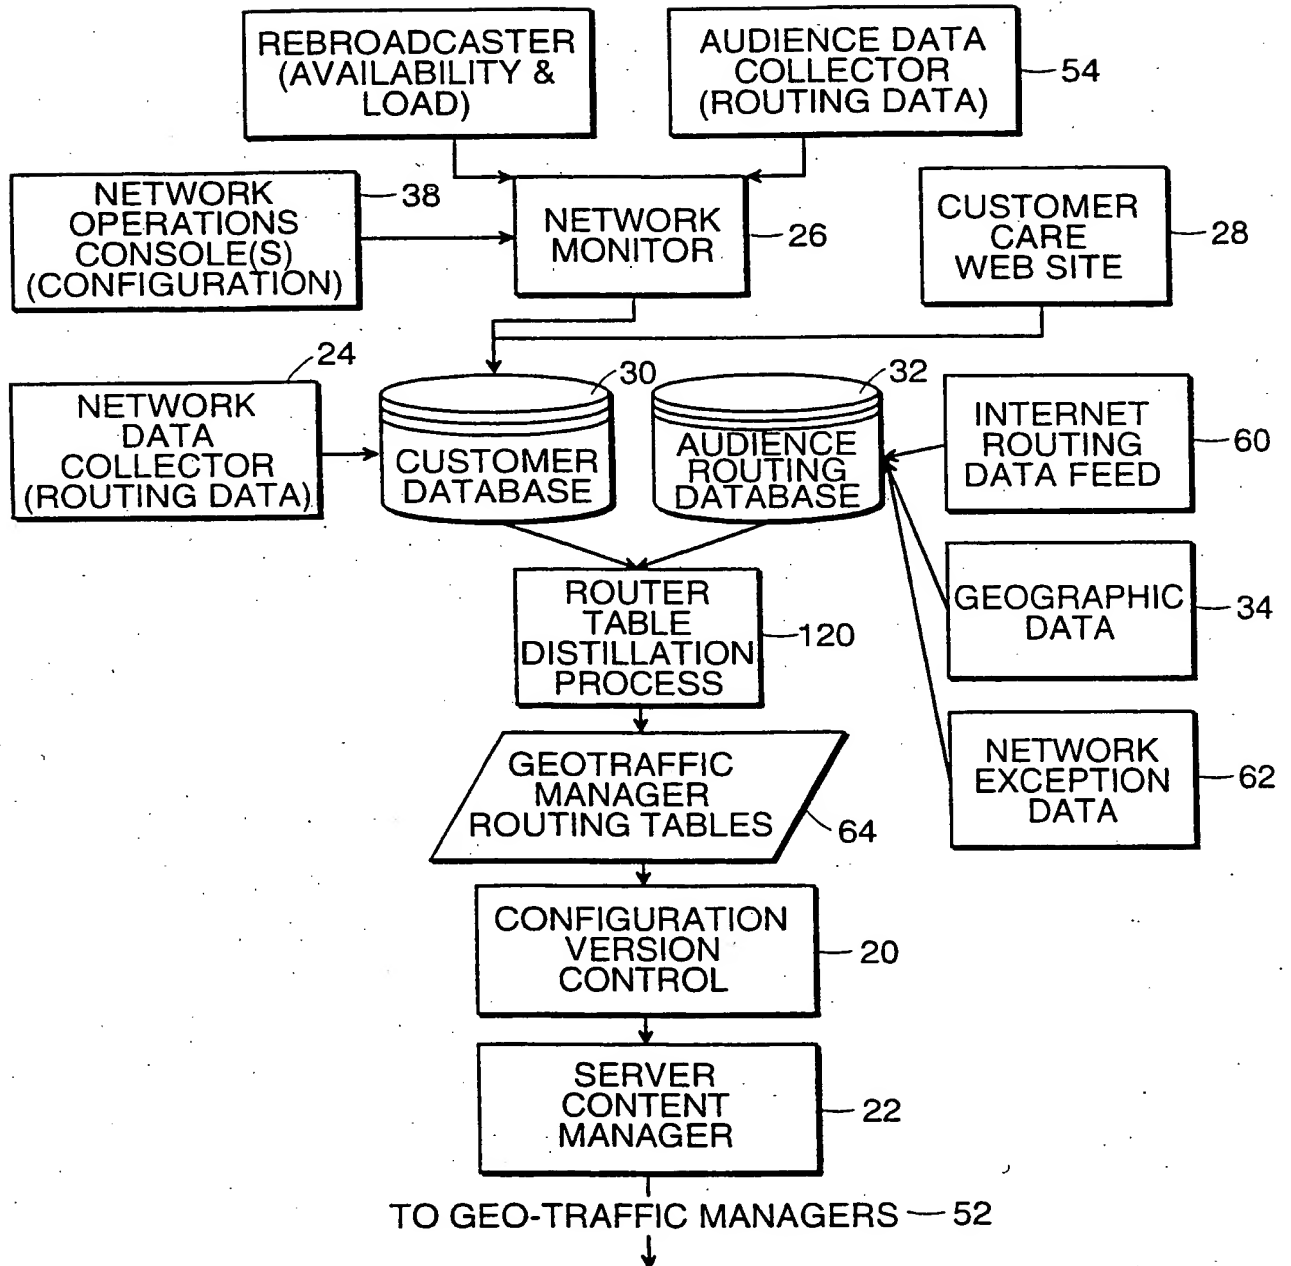 REBROADCASTER
(AVAILABILITY &
LOAD)
AUDIENCE DATA
COLLECTOR
(ROUTING DATA)
54
NETWORK
OPERATIONS
CONSOLE(S)
(CONFIGURATION)
38
NETWORK
MONITOR
26
CUSTOMER
CARE
WEB SITE
28
24
NETWORK
DATA
COLLECTOR
(ROUTING DATA)
30
CUSTOMER
DATABASE
32
AUDIENCE
ROUTING
DATABASE
INTERNET
ROUTING
DATA FEED
60
ROUTER
TABLE
DISTILLATION
PROCESS
120
GEOGRAPHIC
DATA
34
GEOTRAFFIC
MANAGER
ROUTING TABLES
64
NETWORK
EXCEPTION
DATA
62
CONFIGURATION
VERSION
CONTROL
20
SERVER
CONTENT
MANAGER
22
TO GEO-TRAFFIC MANAGERS
52